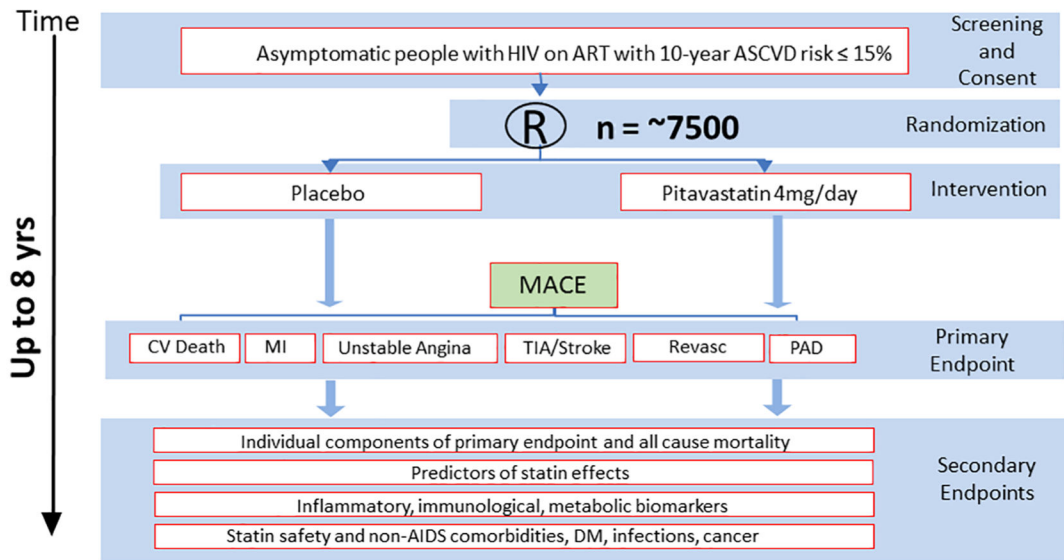 Time
Screening
and
Consent
Asymptomatic people with HIV on ART with 10-year ASCVD risk ≤ 15%
R n = ~7500
Randomization
Placebo
Pitavastatin 4mg/day
Intervention
Up to 8 yrs
MACE
CV Death
MI
Unstable Angina
TIA/Stroke
Revasc
PAD
Primary
Endpoint
Individual components of primary endpoint and all cause mortality
Predictors of statin effects
Inflammatory, immunological, metabolic biomarkers
Statin safety and non-AIDS comorbidities, DM, infections, cancer
Secondary
Endpoints